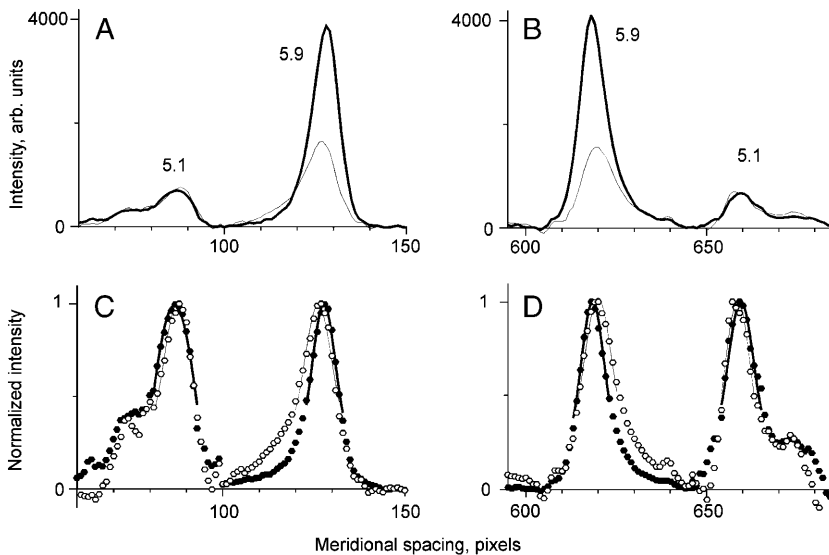 4000
A
5.9
5.1
0
100
150
Intensity, arb. units
4000
B
5.9
5.1
0
600
650
1
C
0
100
150
Normalized intensity
1
D
0
600
650
Meridional spacing, pixels